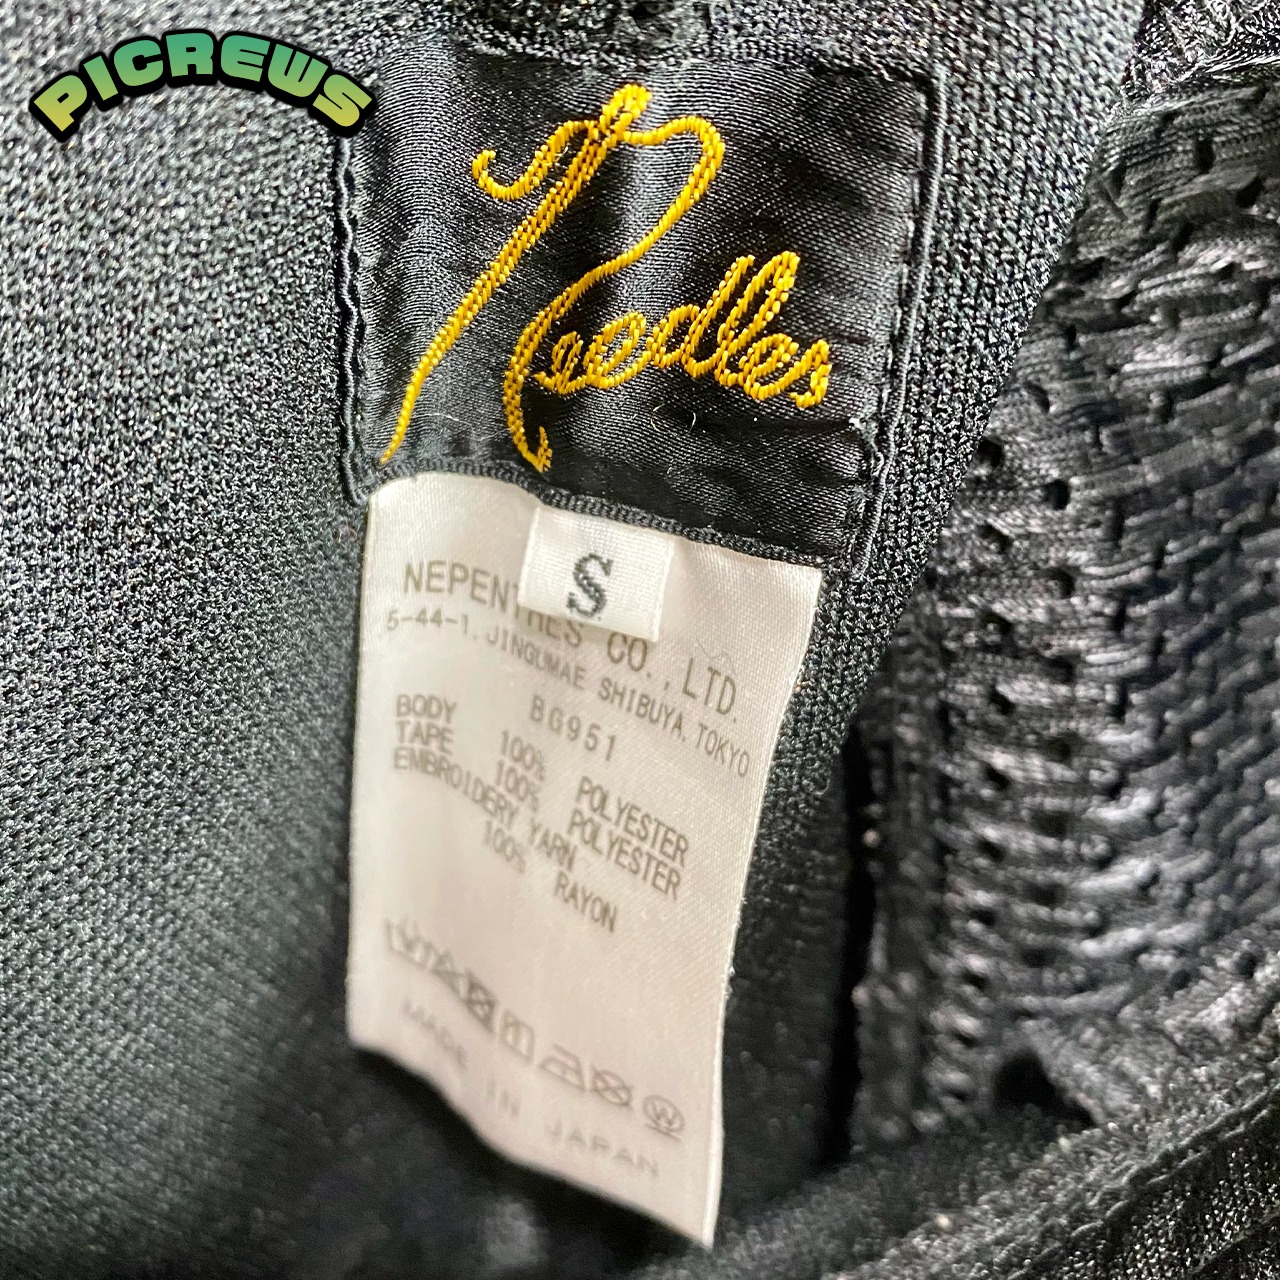 PICREWS
Needles
S
NEPENTHES CO.,LTD.
5-44-1.JINGUMAE SHIBUYA.TOKYO
BG951
BODY 100% POLYESTER
TAPE 100% POLYESTER
EMBROIDERY YARN
100% RAYON
MADE IN JAPAN